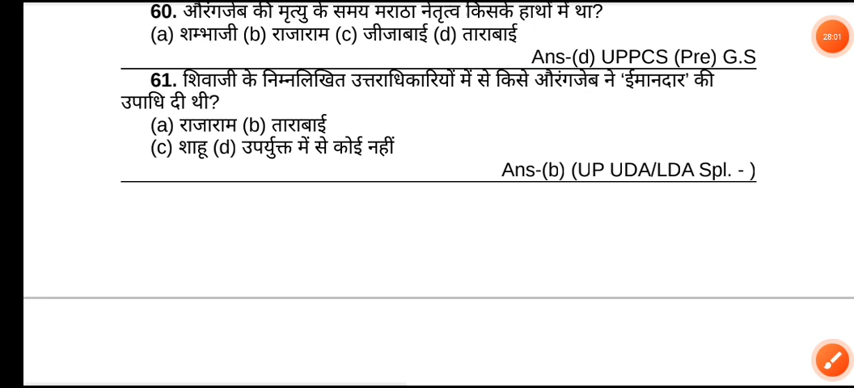 60. औरंगजेब की मृत्यु के समय मराठा नेतृत्व किसके हाथों में था?
(a) शम्भाजी (b) राजाराम (c) जीजाबाई (d) ताराबाई
Ans-(d) UPPCS (Pre) G.S
61. शिवाजी के निम्नलिखित उत्तराधिकारियों में से किसे औरंगजेब ने ‘ईमानदार’ की
उपाधि दी थी?
(a) राजाराम (b) ताराबाई
(c) शाहू (d) उपर्युक्त में से कोई नहीं
Ans-(b) (UP UDA/LDA Spl. - )
28:01